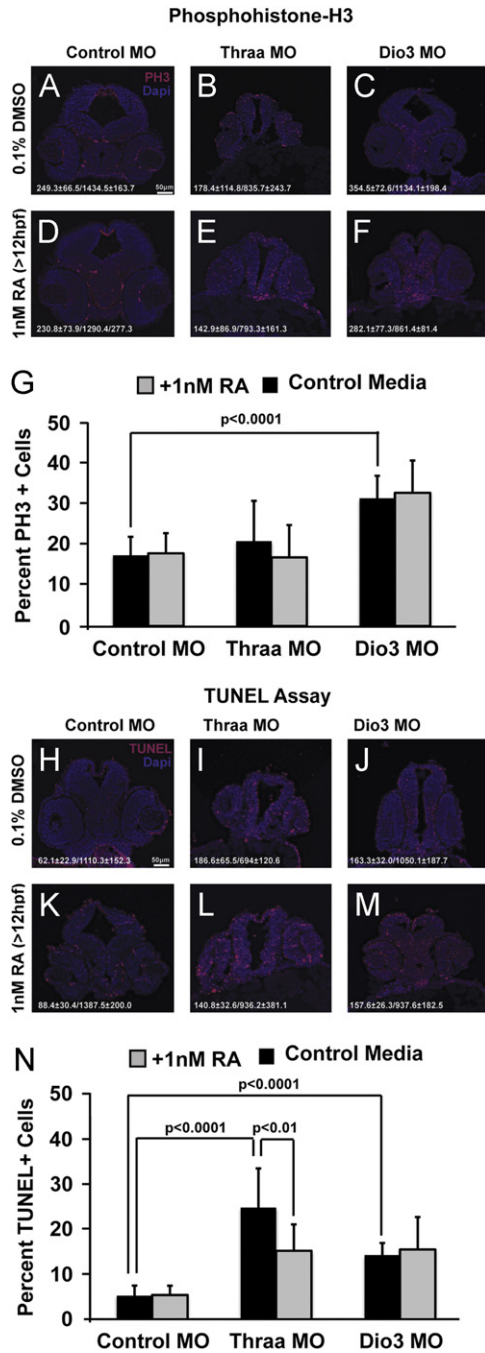 Phosphohistone-H3
Control MO Thraa MO Dio3 MO
0.1% DMSO
A PH3 Dapi 249.3±66.5/1434.5±163.7 50μm
B 178.4±114.8/835.7±243.7
C 354.5±72.6/1134.1±198.4
1nM RA (>12hpf)
D 230.8±73.9/1290.4/277.3
E 142.9±86.9/793.3±161.3
F 282.1±77.3/861.4±81.4
G
+1nM RA Control Media
p<0.0001
Percent PH3 + Cells
50
40
30
20
10
0
Control MO Thraa MO Dio3 MO
TUNEL Assay
Control MO Thraa MO Dio3 MO
0.1% DMSO
H TUNEL Dapi 62.1±22.9/1110.3±152.3 50μm
I 186.6±65.5/694±120.6
J 163.3±32.0/1050.1±187.7
1nM RA (>12hpf)
K 88.4±30.4/1387.5±200.0
L 140.8±32.6/936.2±381.1
M 157.6±26.3/937.6±182.5
N
+1nM RA Control Media
p<0.0001
p<0.0001 p<0.01
Percent TUNEL+ Cells
50
40
30
20
10
0
Control MO Thraa MO Dio3 MO